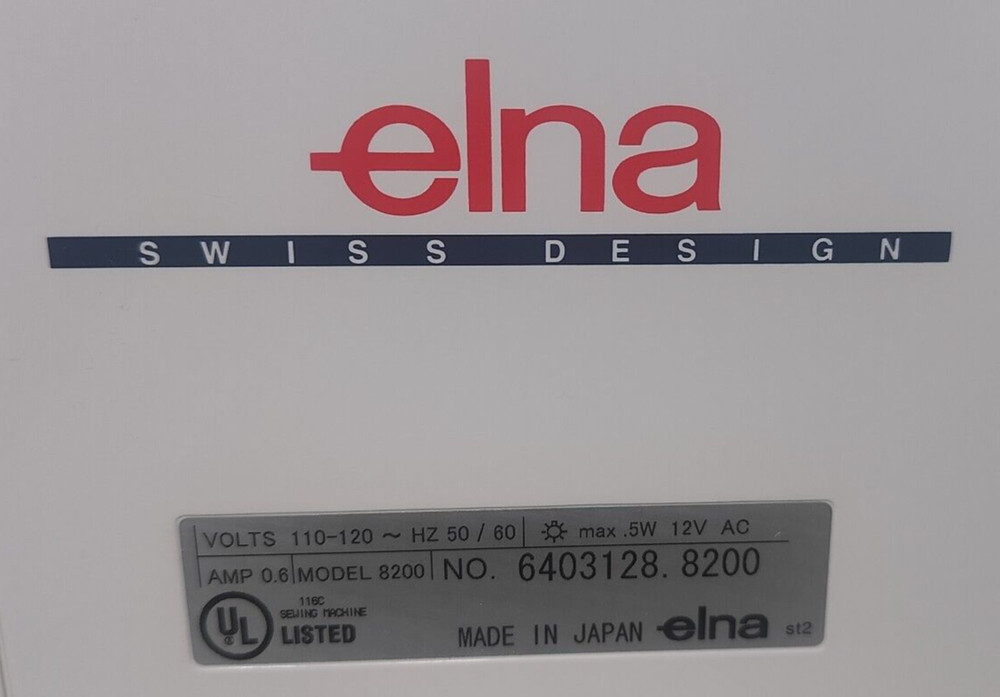 elna
SWISS DESIGN
VOLTS 110-120 ~ HZ 50 / 60 max .5W 12V AC
AMP 0.6 MODEL 8200 NO. 6403128. 8200
UL
116C
SEWING MACHINE
LISTED
MADE IN JAPAN elna st2